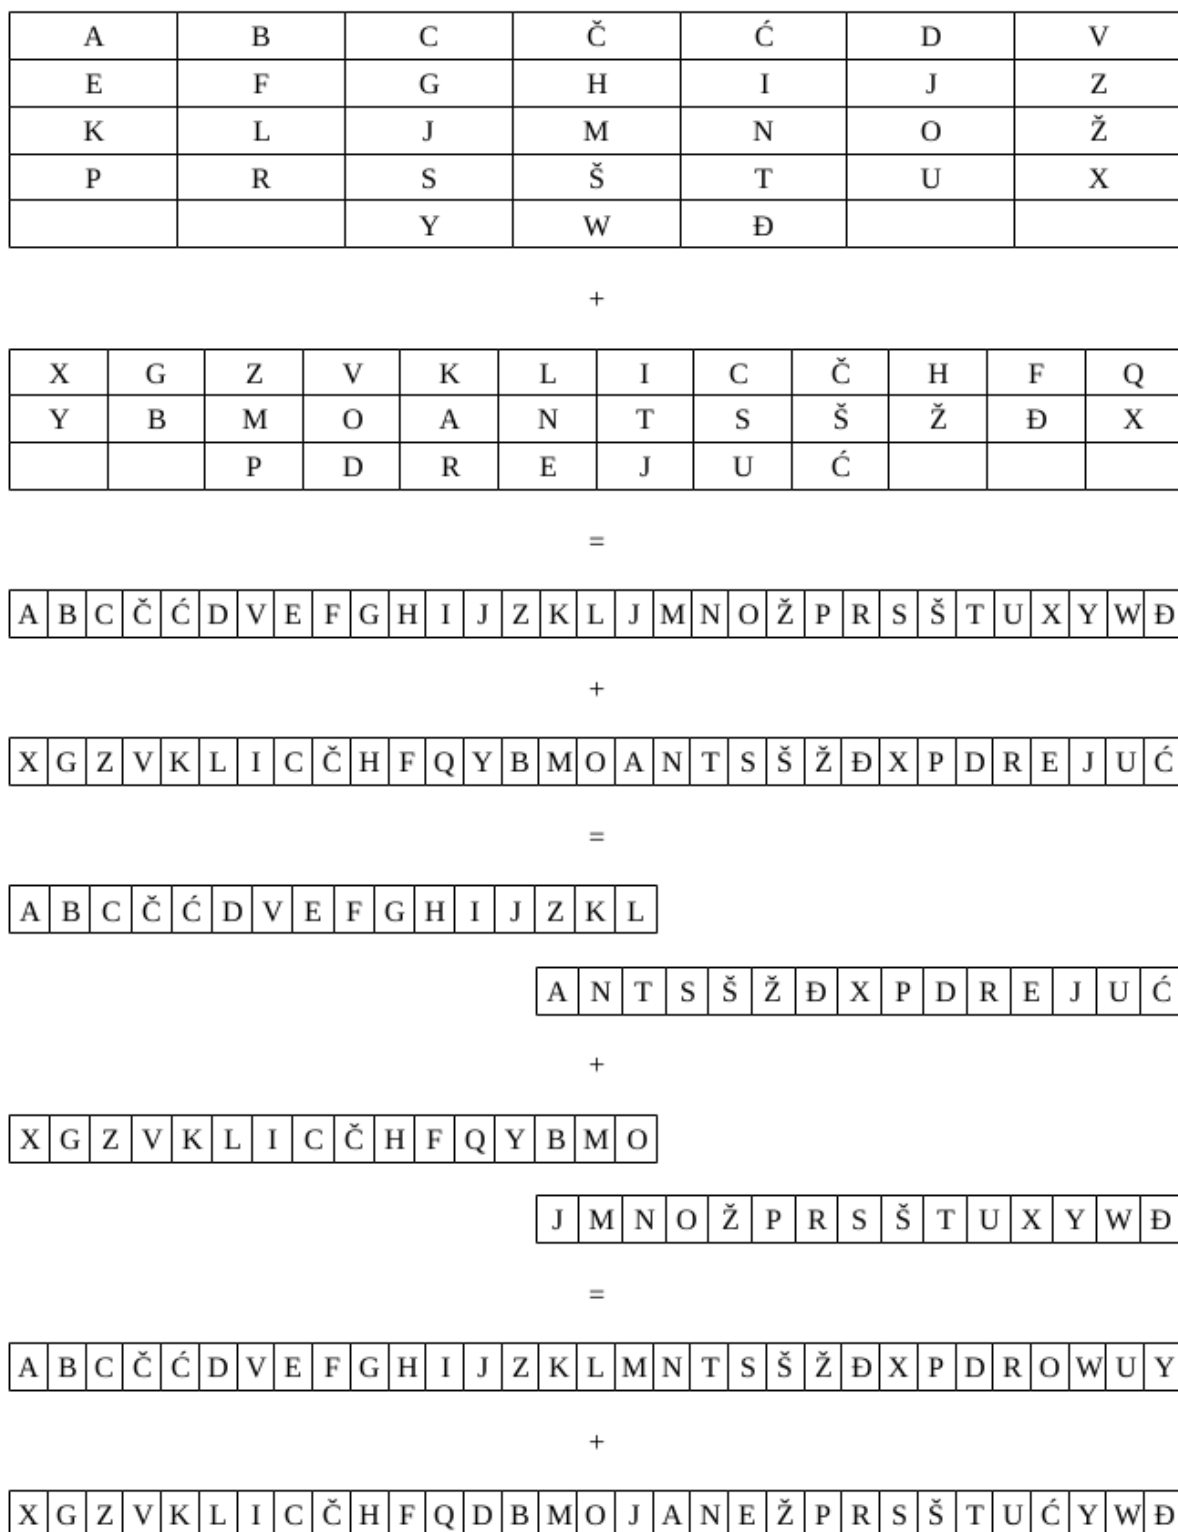 A B C Č Ć D V
E F G H I J Z
K L J M N O Ž
P R S Š T U X
Y W Đ
+
X G Z V K L I C Č H F Q
Y B M O A N T S Š Ž Đ X
P D R E J U Ć
=
A B C Č Ć D V E F G H I J Z K L J M N O Ž P R S Š T U X Y W Đ
+
X G Z V K L I C Č H F Q Y B M O A N T S Š Ž Đ X P D R E J U Ć
=
A B C Č Ć D V E F G H I J Z K L
A N T S Š Ž Đ X P D R E J U Ć
+
X G Z V K L I C Č H F Q Y B M O
J M N O Ž P R S Š T U X Y W Đ
=
A B C Č Ć D V E F G H I J Z K L M N T S Š Ž Đ X P D R O W U Y
+
X G Z V K L I C Č H F Q D B M O J A N E Ž P R S Š T U Ć Y W Đ